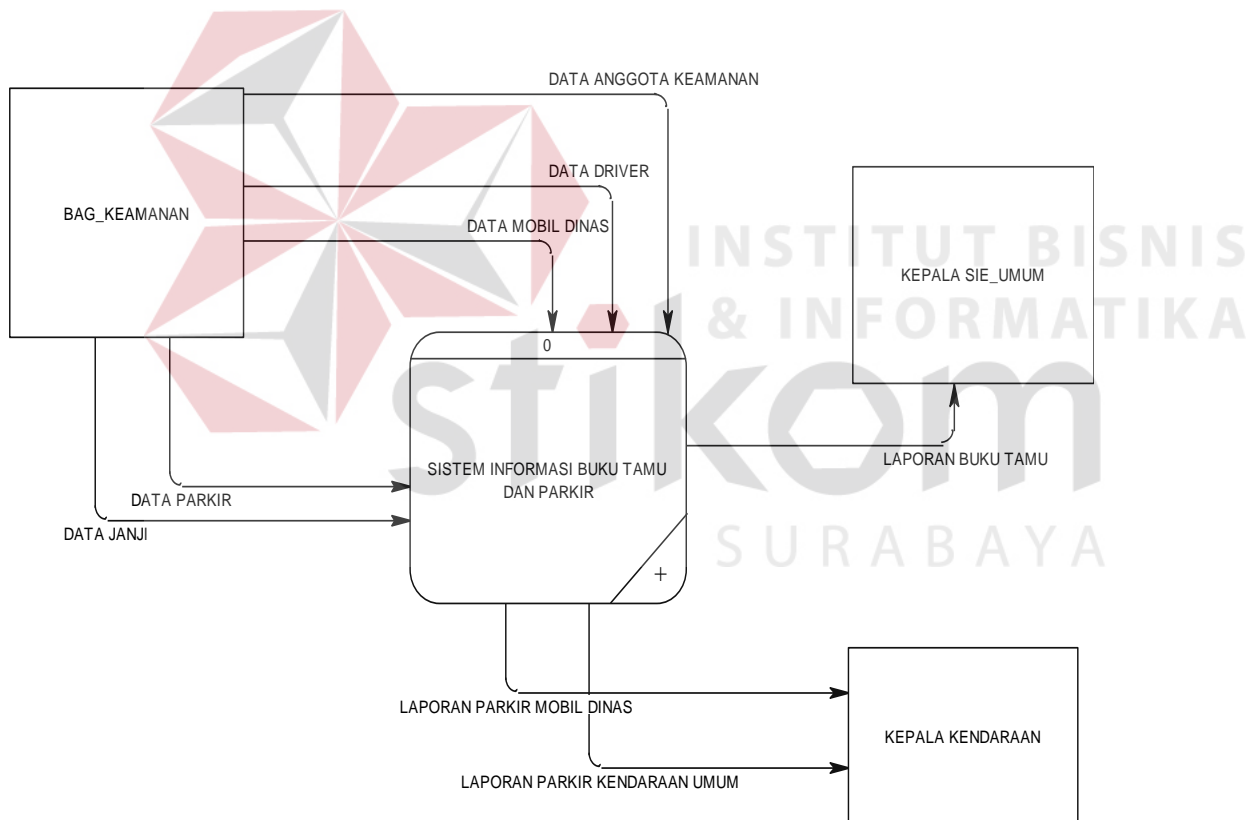 DATA ANGGOTA KEAMANAN
DATA DRIVER
DATA MOBIL DINAS
BAG_KEAMANAN
INSTITUT BISNIS
& INFORMATIKA
stikom
SURABAYA
KEPALA SIE_UMUM
0
SISTEM INFORMASI BUKU TAMU
DAN PARKIR
+
LAPORAN BUKU TAMU
DATA PARKIR
DATA JANJI
LAPORAN PARKIR MOBIL DINAS
KEPALA KENDARAAN
LAPORAN PARKIR KENDARAAN UMUM